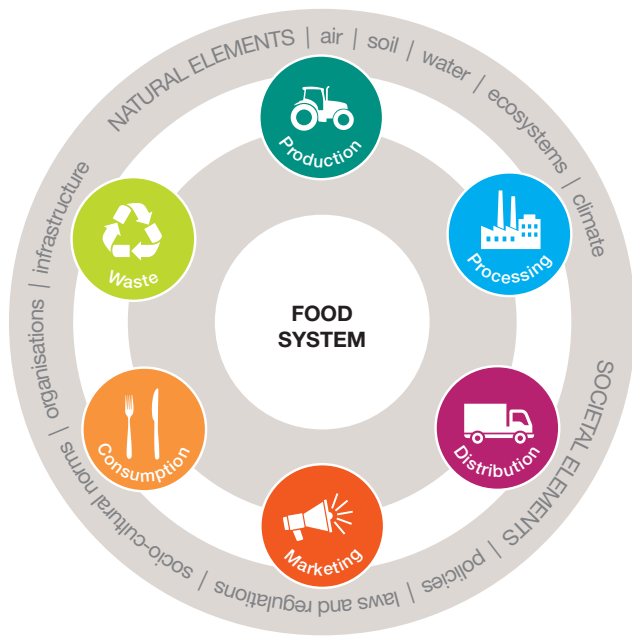 NATURAL ELEMENTS | air | soil | water | ecosystems | climate
SOCIETAL ELEMENTS | policies | laws and regulations | socio-cultural norms | organisations | infrastructure
Production
Processing
Distribution
Marketing
Consumption
Waste
FOOD
SYSTEM